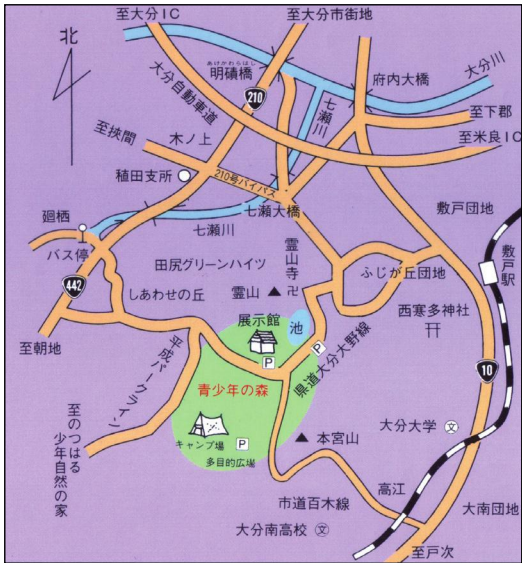 至大分IC
至大分市街地
北
あけがわらはし
明磧橋
府内大橋
大分川
大分自動車道
210
七瀬川
至下郡
至挾間
木ノ上
至米良IC
稙田支所
210号バイパス
七瀬大橋
敷戸団地
廻栖
七瀬川
バス停
霊山寺
敷戸駅
田尻グリーンハイツ
ふじが丘団地
442
しあわせの丘
霊山
卍
西寒多神社
展示館
池
至朝地
平成パークライン
P
P
県道大分大野線
10
青少年の森
至のつはる
少年自然の家
キャンプ場
P
多目的広場
本宮山
大分大学
文
高江
市道百木線
大南団地
大分南高校
文
至戸次